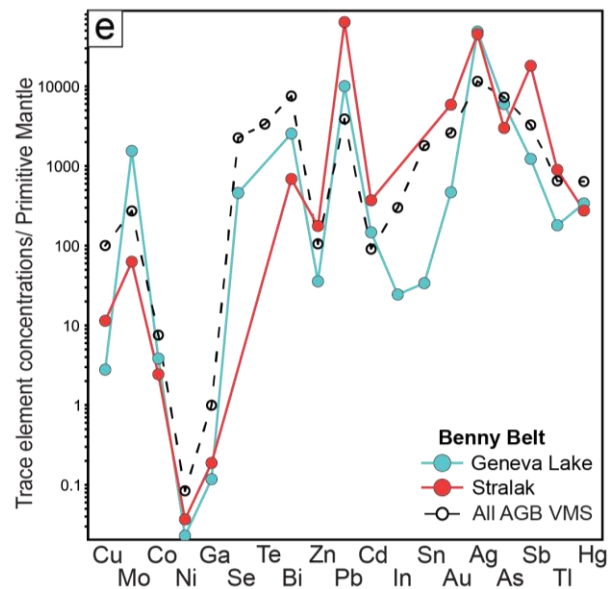 e
Trace element concentrations/ Primitive Mantle
10000
1000
100
10
1
0.1
Benny Belt
Geneva Lake
Stralak
All AGB VMS
Cu Co Ga Te Zn Cd Sn Ag Sb Hg
Mo Ni Se Bi Pb In Au As Tl